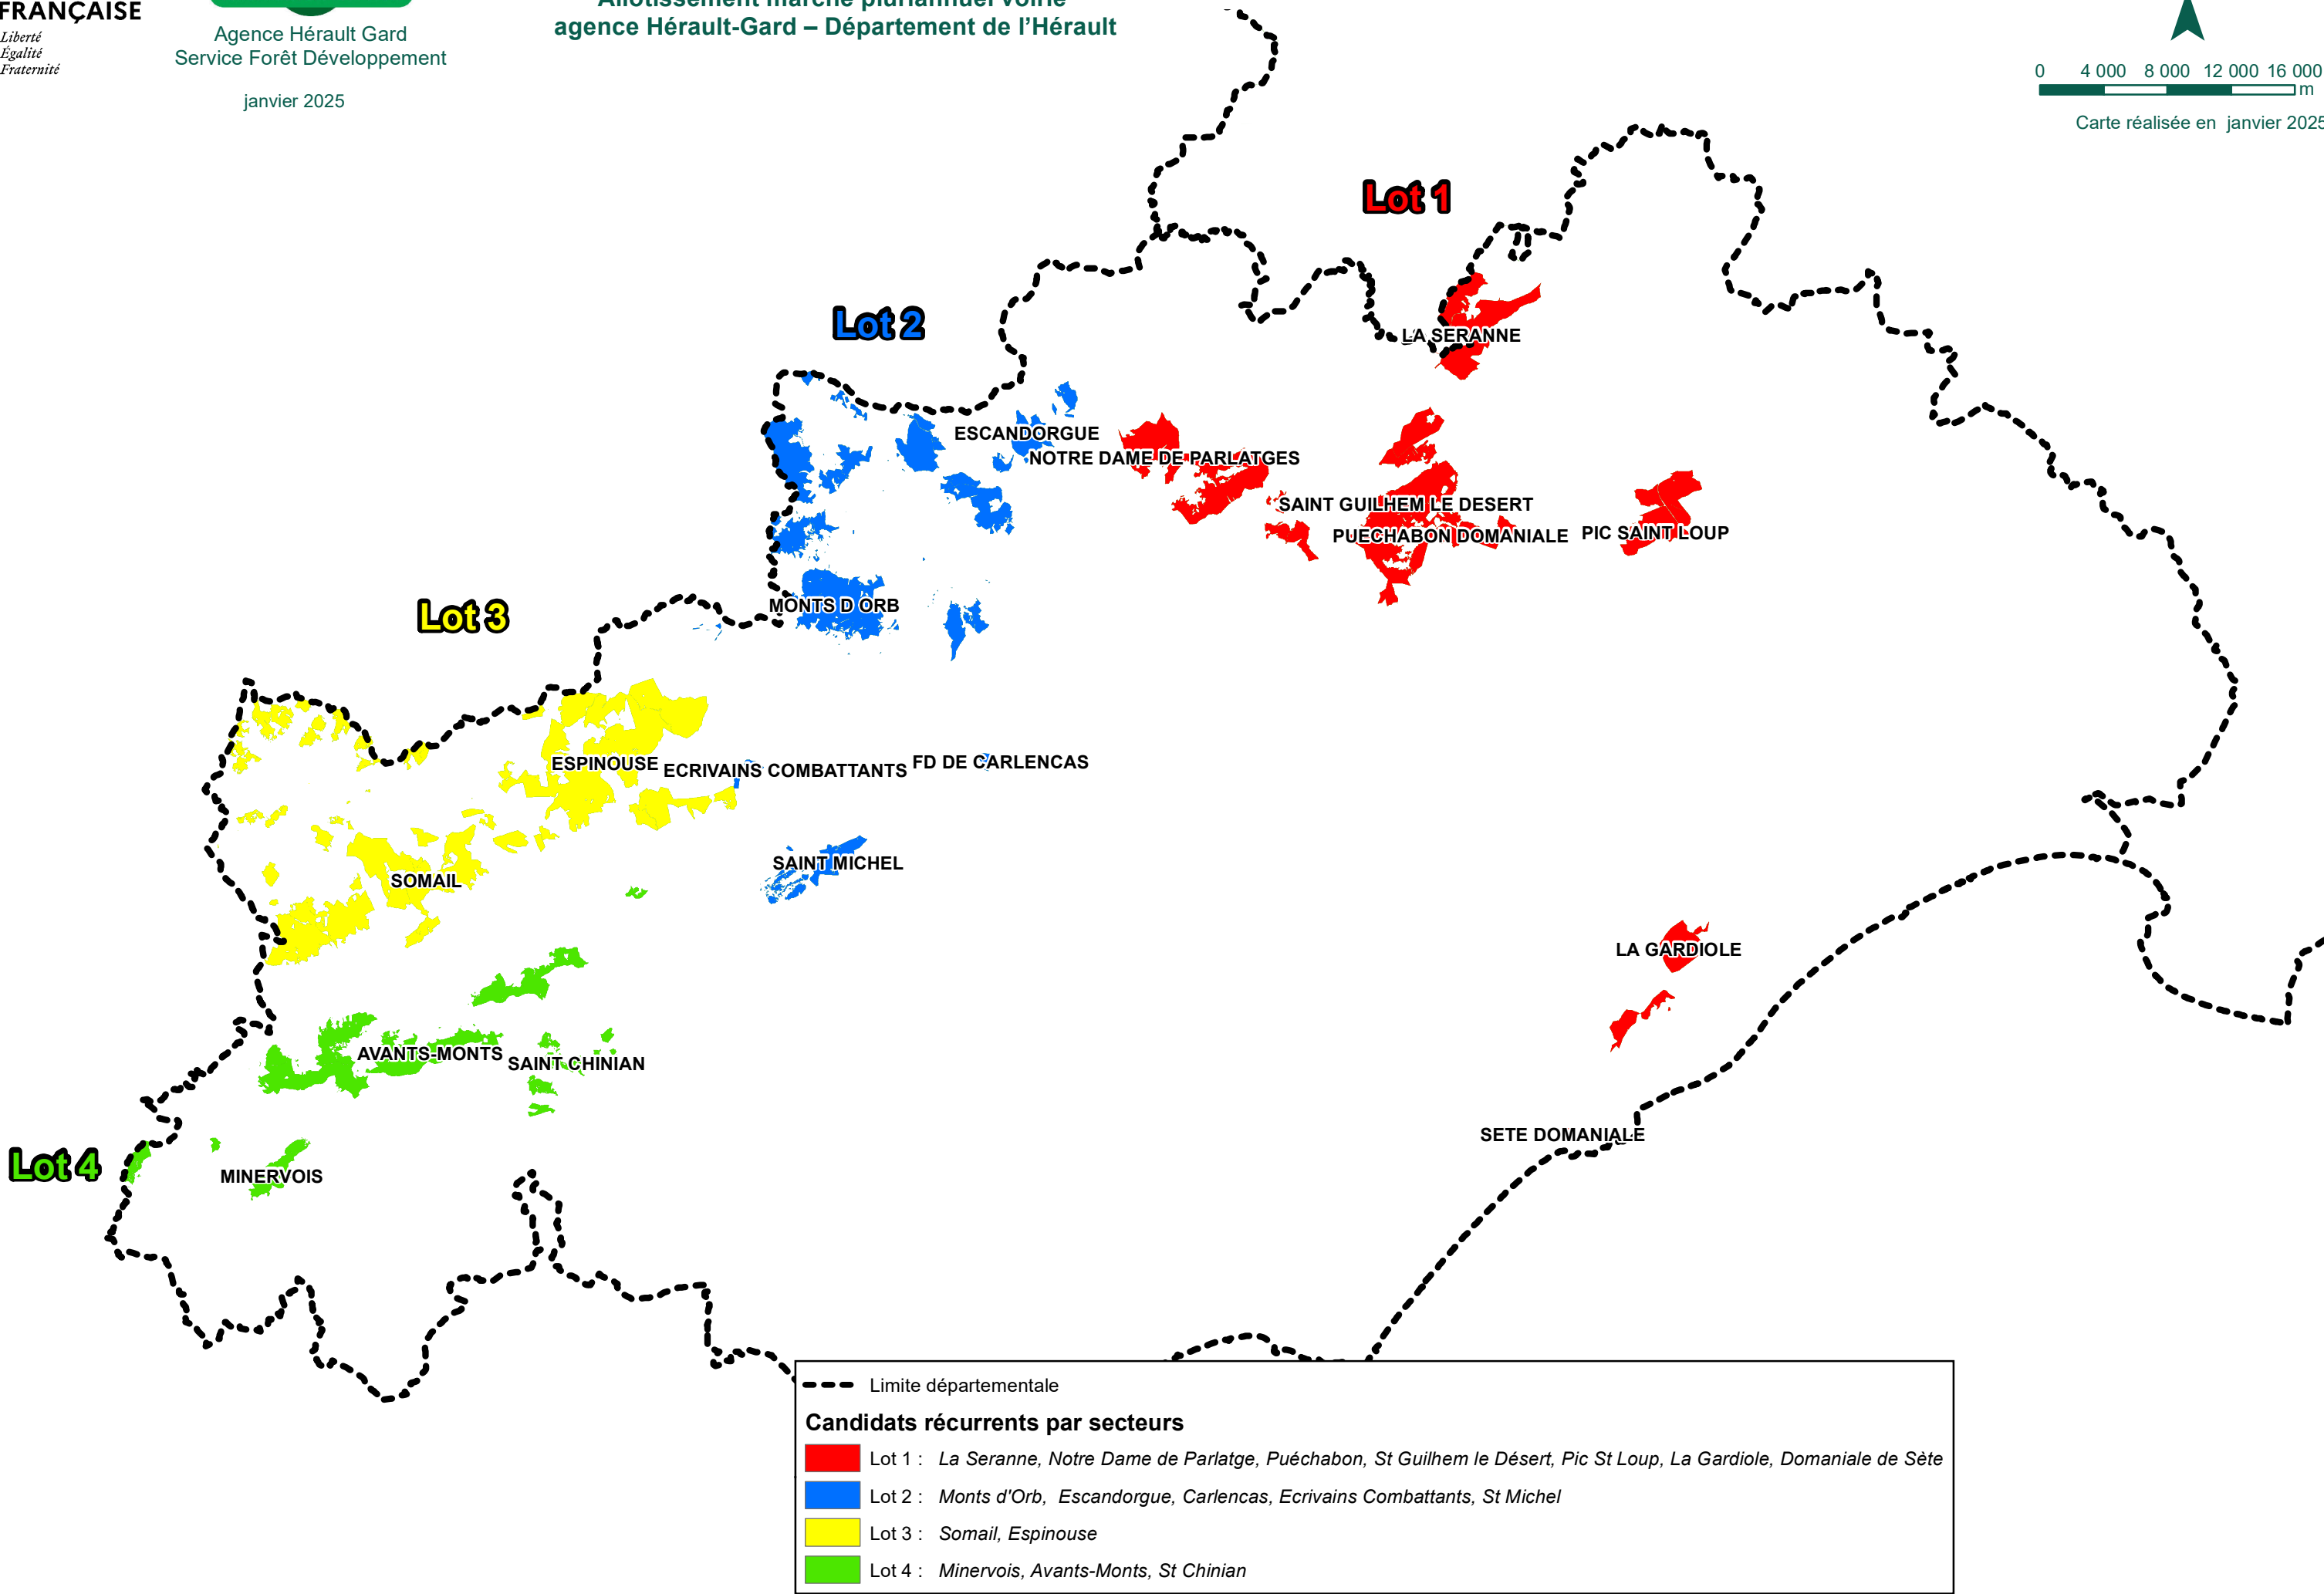 FRANÇAISE
Liberté
Égalité
Fraternité
Agence Hérault Gard
Service Forêt Développement
janvier 2025
Allotissement marché pluriannuel voirie
agence Hérault-Gard – Département de l'Hérault
0 4 000 8 000 12 000 16 000
m
Carte réalisée en janvier 2025
Lot 1
LA SERANNE
Lot 2
ESCANDORGUE
NOTRE DAME DE PARLATGES
SAINT GUILHEM LE DESERT
PUECHABON DOMANIALE
PIC SAINT LOUP
MONTS D ORB
Lot 3
ESPINOUSE
ECRIVAINS COMBATTANTS
FD DE CARLENCAS
SAINT MICHEL
SOMAIL
LA GARDIOLE
AVANTS-MONTS
SAINT CHINIAN
SETE DOMANIALE
Lot 4
MINERVOIS
Limite départementale
Candidats récurrents par secteurs
Lot 1 : La Seranne, Notre Dame de Parlatge, Puéchabon, St Guilhem le Désert, Pic St Loup, La Gardiole, Domaniale de Sète
Lot 2 : Monts d'Orb, Escandorgue, Carlencas, Ecrivains Combattants, St Michel
Lot 3 : Somail, Espinouse
Lot 4 : Minervois, Avants-Monts, St Chinian